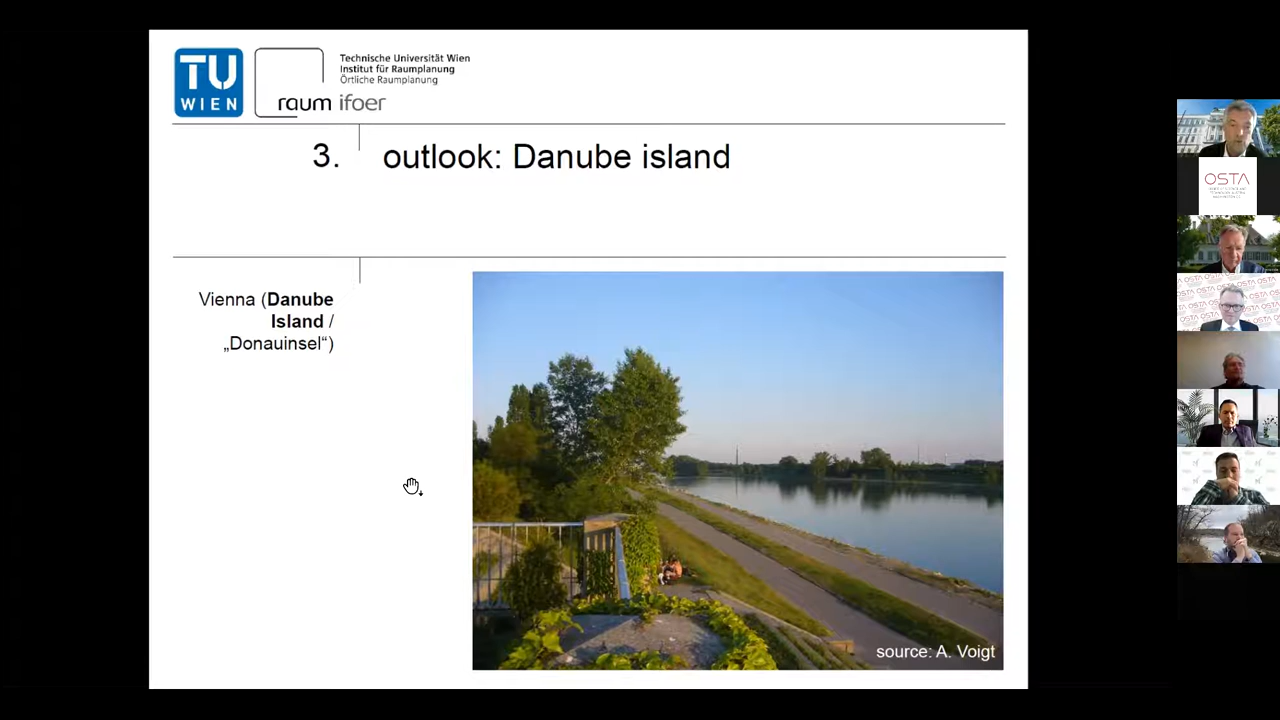 TU
WIEN
raum ifoer
Technische Universität Wien
Institut für Raumplanung
Örtliche Raumplanung
3. outlook: Danube island
Vienna (Danube
Island /
„Donauinsel“)
source: A. Voigt
OSTA